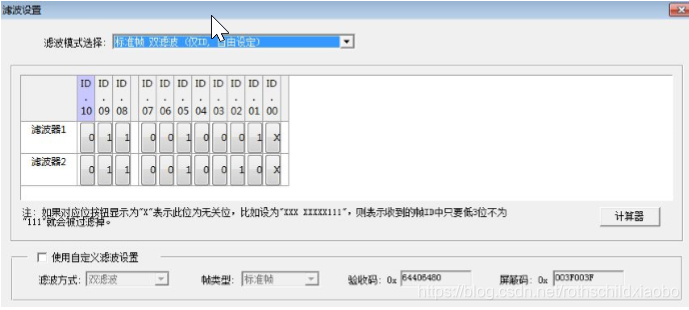 滤波设置
滤波模式选择: 标准帧 双滤波 (仅ID, 自由设定)
ID.10 ID.09 ID.08 ID.07 ID.06 ID.05 ID.04 ID.03 ID.02 ID.01 ID.00
滤波器1 0 1 1 0 0 1 0 0 0 1 X
滤波器2 0 1 1 0 0 1 0 0 1 0 X
注: 如果对应位按钮显示为"X"表示此位为无关位, 比如设为"XXX XXXXX111", 则表示收到的帧ID中只要低3位不为
"111"就会被过滤掉。
计算器
使用自定义滤波设置
滤波方式: 双滤波 帧类型: 标准帧 验收码: 0x 64406480 屏蔽码: 0x 003F003F
https://blog.csdn.net/rothschildxiaobo